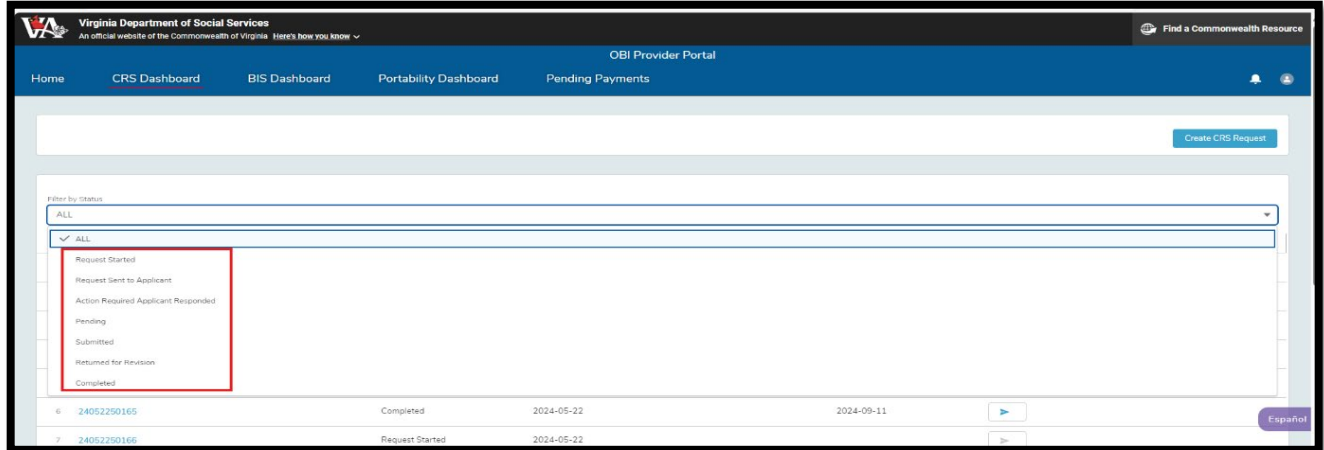 VA
Virginia Department of Social Services
An official website of the Commonwealth of Virginia Here's how you know
Find a Commonwealth Resource
OBI Provider Portal
Home CRS Dashboard BIS Dashboard Portability Dashboard Pending Payments
Create CRS Request
Filter by Status
ALL
ALL
Request Started
Request Sent to Applicant
Action Required Applicant Responded
Pending
Submitted
Returned for Revision
Completed
6 24052250165 Completed 2024-05-22 2024-09-11
Español
7 24052250166 Request Started 2024-05-22